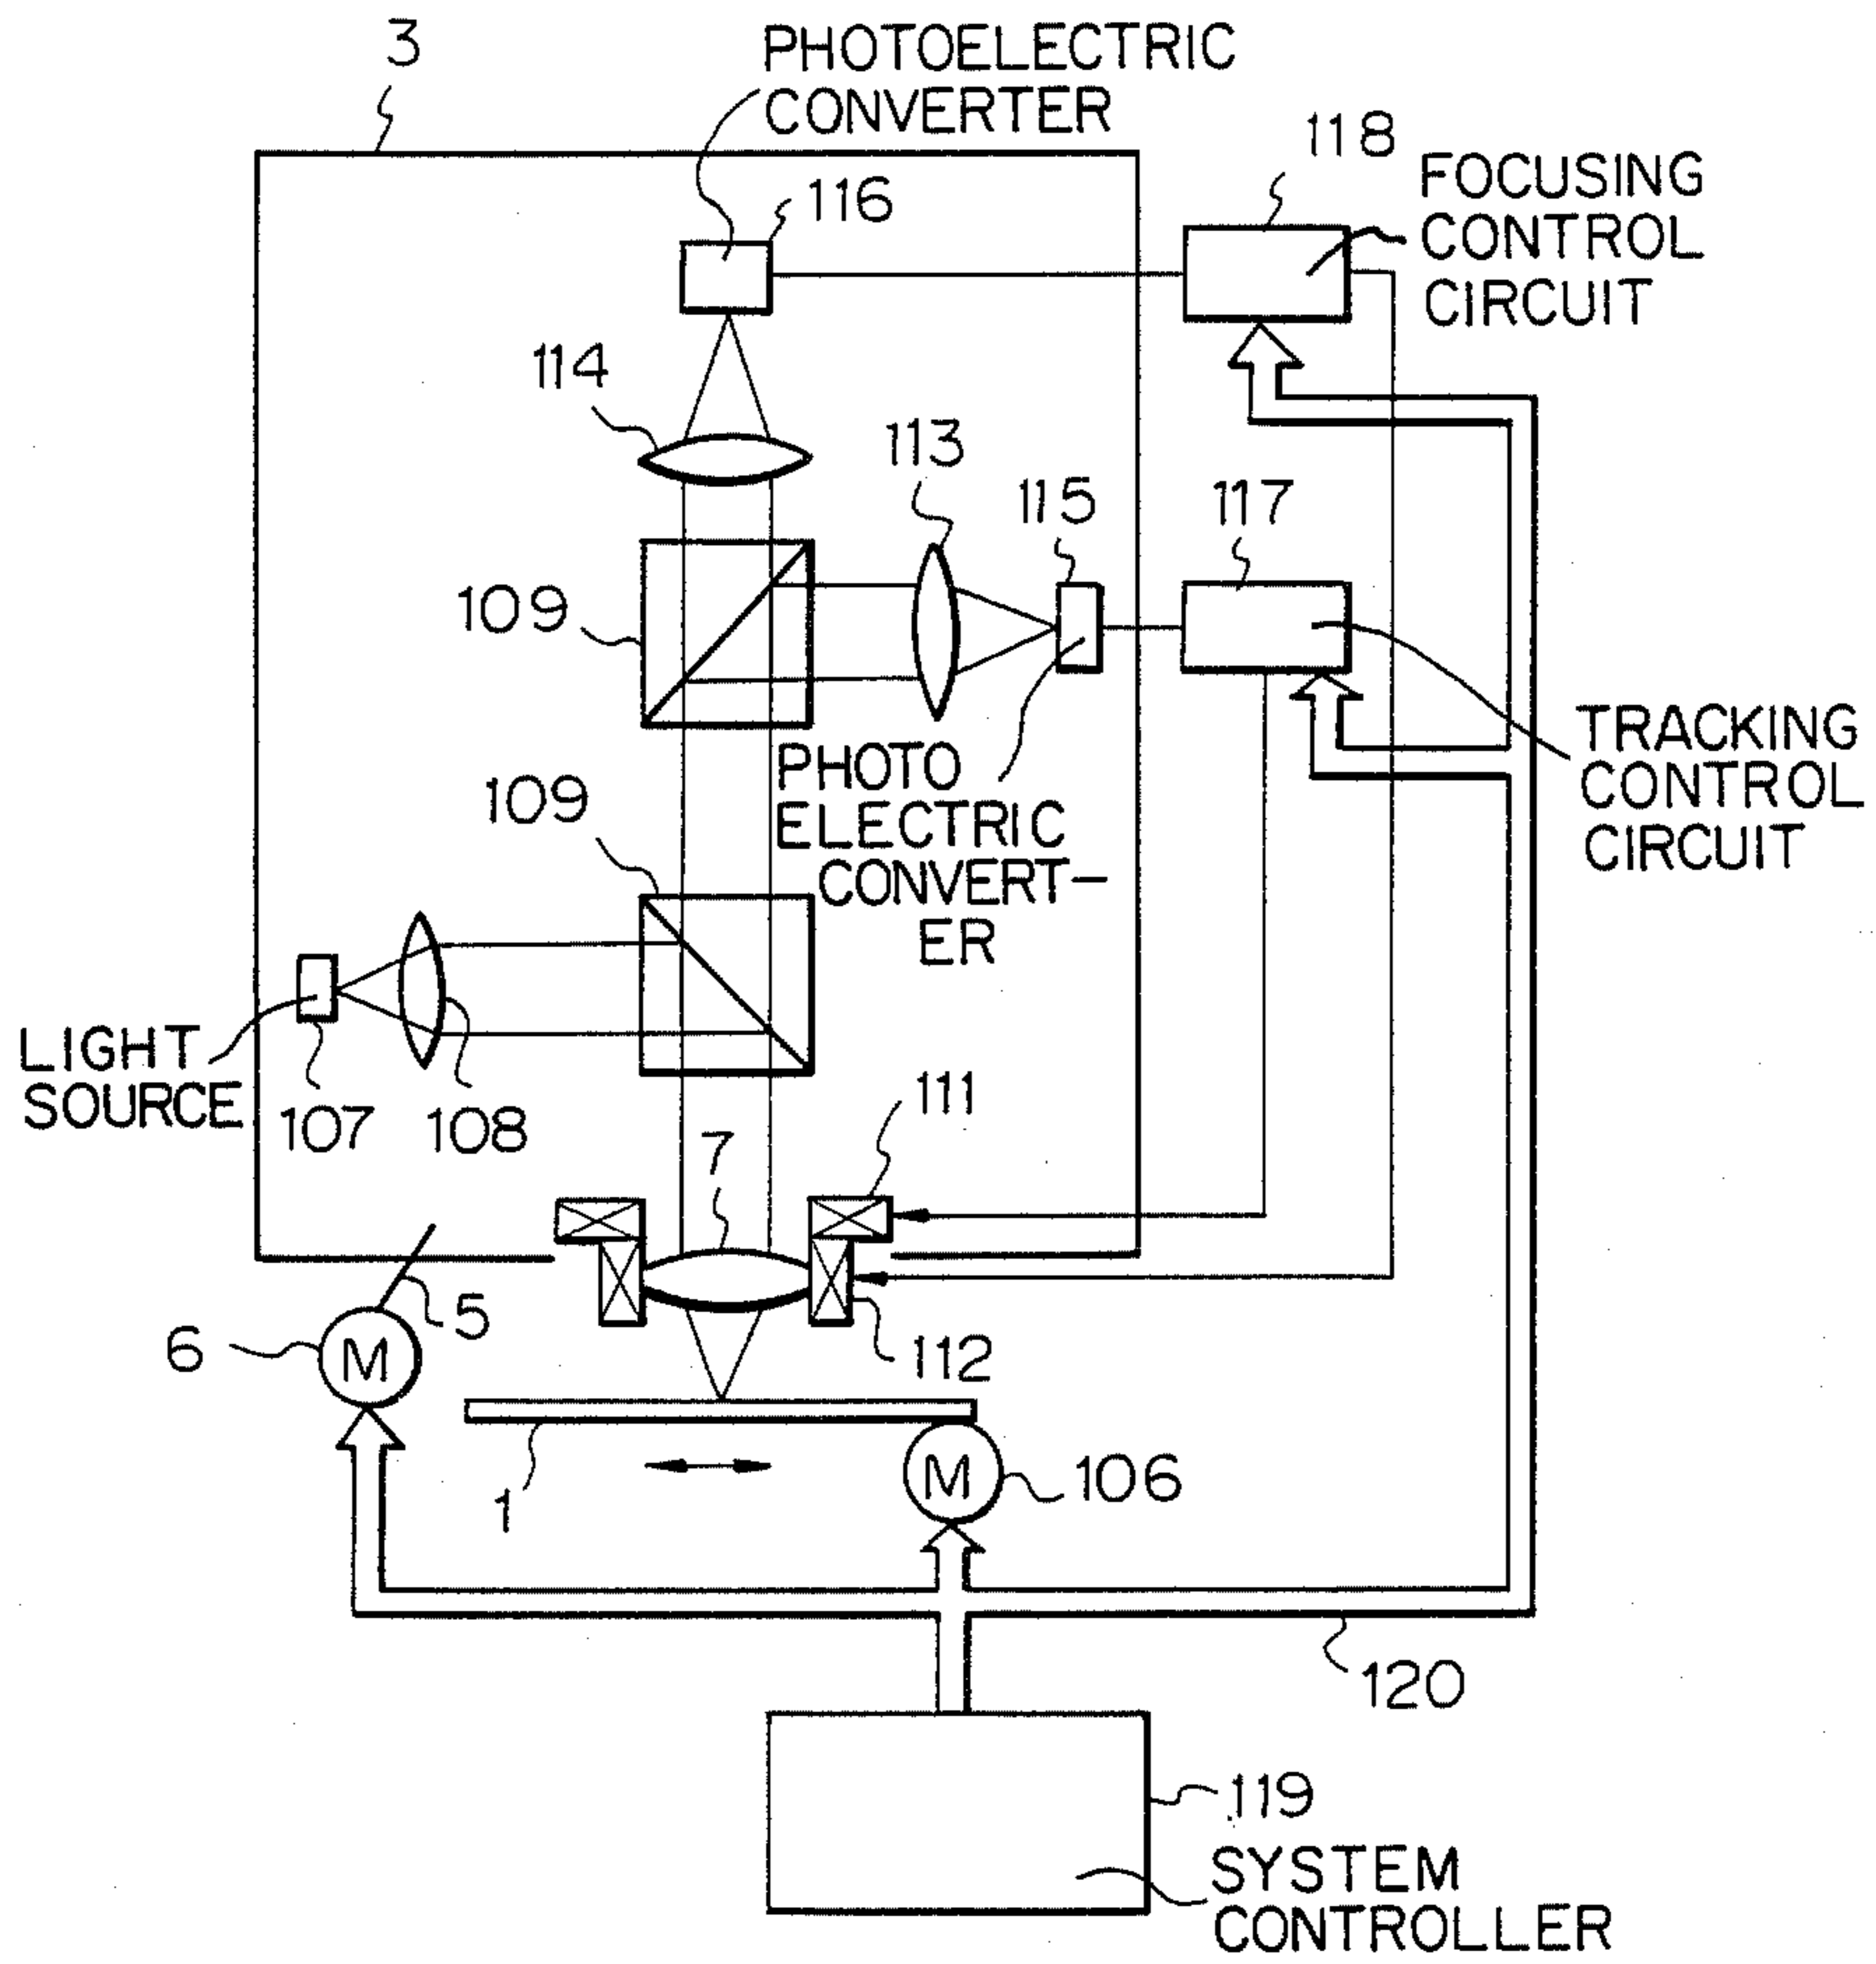 3
PHOTOELECTRIC
CONVERTER
116
118
FOCUSING
CONTROL
CIRCUIT
114
113
115
117
109
PHOTO
ELECTRIC
CONVERT-
ER
TRACKING
CONTROL
CIRCUIT
109
LIGHT
SOURCE
107
108
111
7
5
6
M
112
1
M
106
120
119
SYSTEM
CONTROLLER